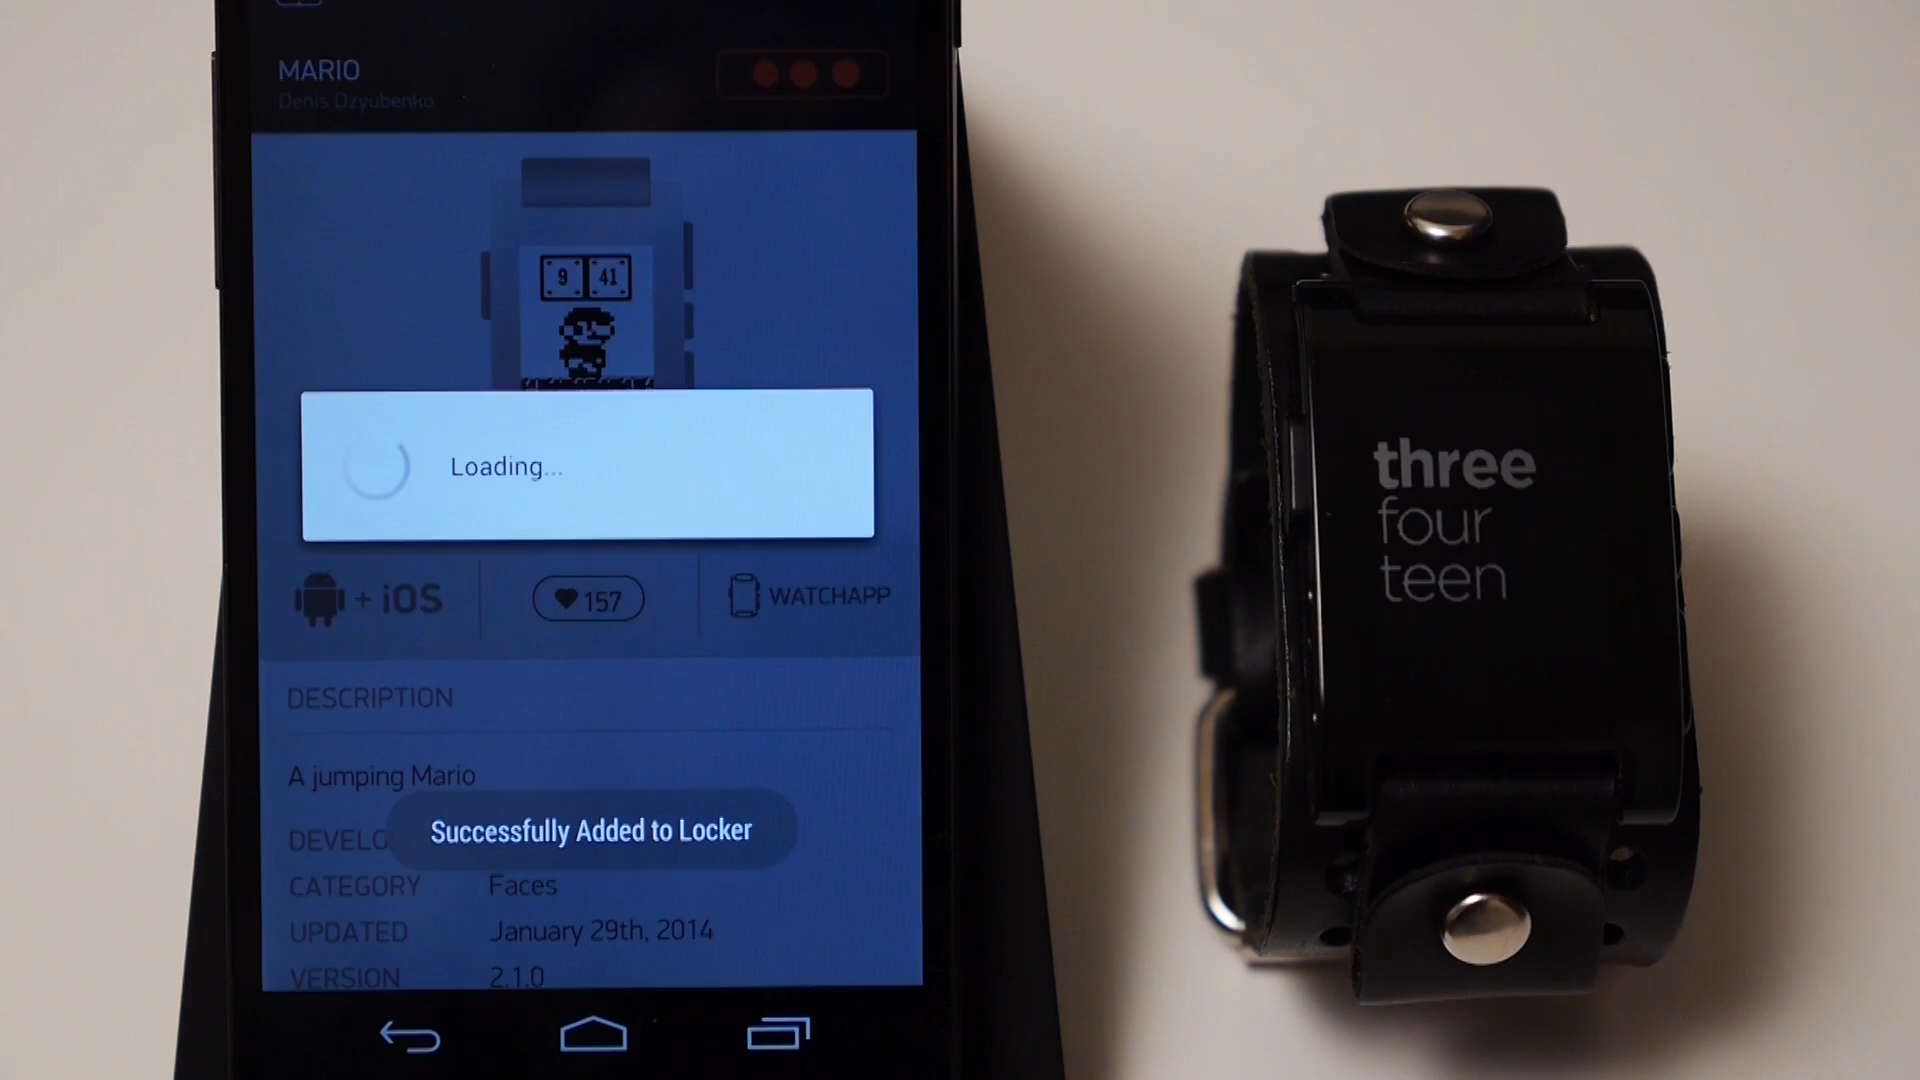 MARIO
Denis Dzyubenko
9 41
Loading...
+ iOS
157
WATCHAPP
DESCRIPTION
A jumping Mario
DEVELO
Successfully Added to Locker
CATEGORY Faces
UPDATED January 29th, 2014
VERSION 2.1.0
three
four
teen